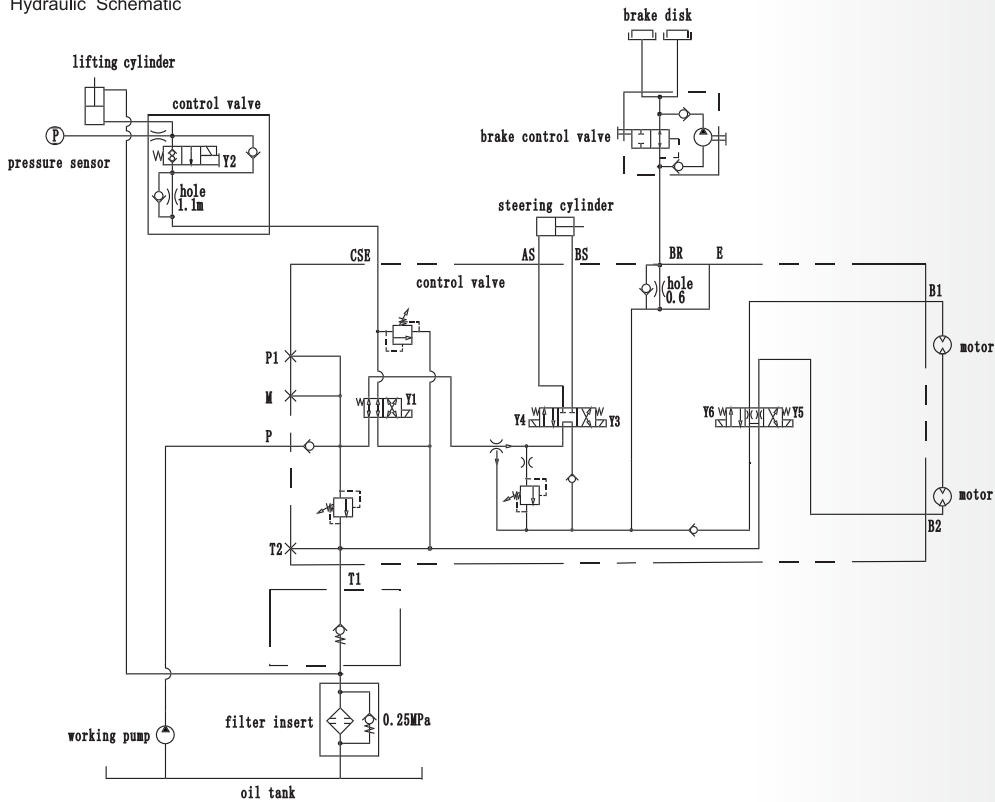 Hydraulic Schematic
brake disk
lifting cylinder
control valve
P
pressure sensor
Y2
hole
1.1m
brake control valve
steering cylinder
CSE
AS
BS
BR
E
control valve
hole
0.6
B1
motor
P1
M
Y1
Y4
Y3
Y6
Y5
P
motor
B2
T2
T1
filter insert
0.25MPa
working pump
oil tank